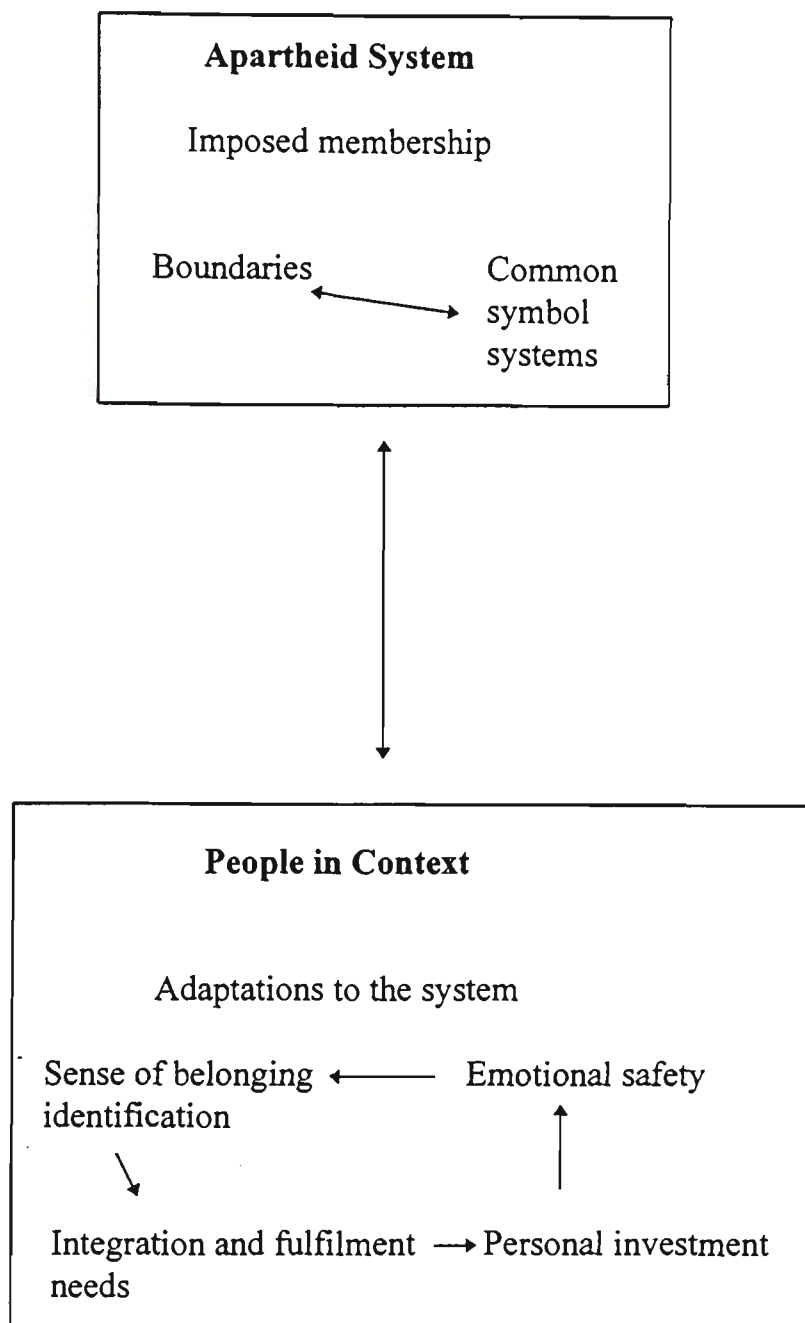 Apartheid System
Imposed membership
Boundaries
Common
symbol
systems
People in Context
Adaptations to the system
Sense of belonging
identification
Emotional safety
Integration and fulfilment
needs
Personal investment